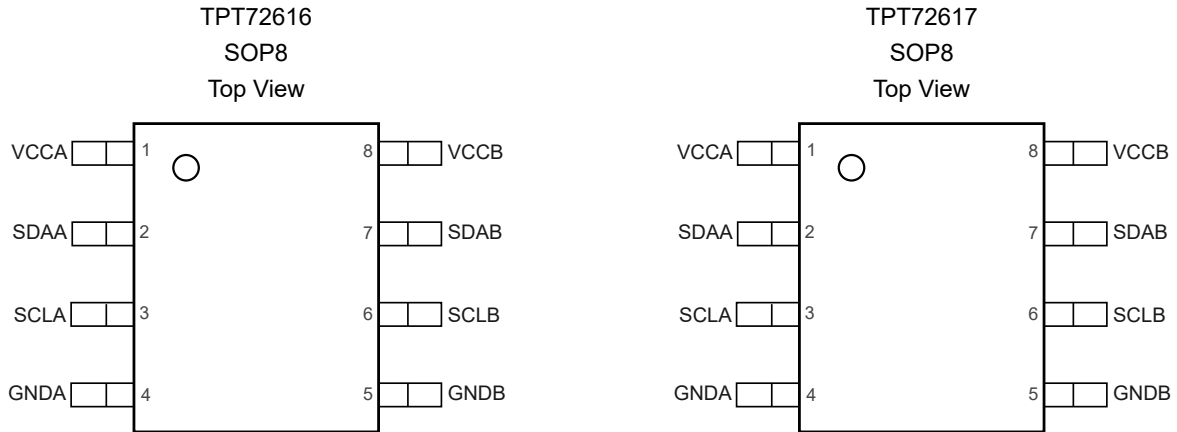 TPT72616
SOP8
Top View
VCCA 1 8 VCCB
SDAA 2 7 SDAB
SCLA 3 6 SCLB
GNDA 4 5 GNDB
TPT72617
SOP8
Top View
VCCA 1 8 VCCB
SDAA 2 7 SDAB
SCLA 3 6 SCLB
GNDA 4 5 GNDB